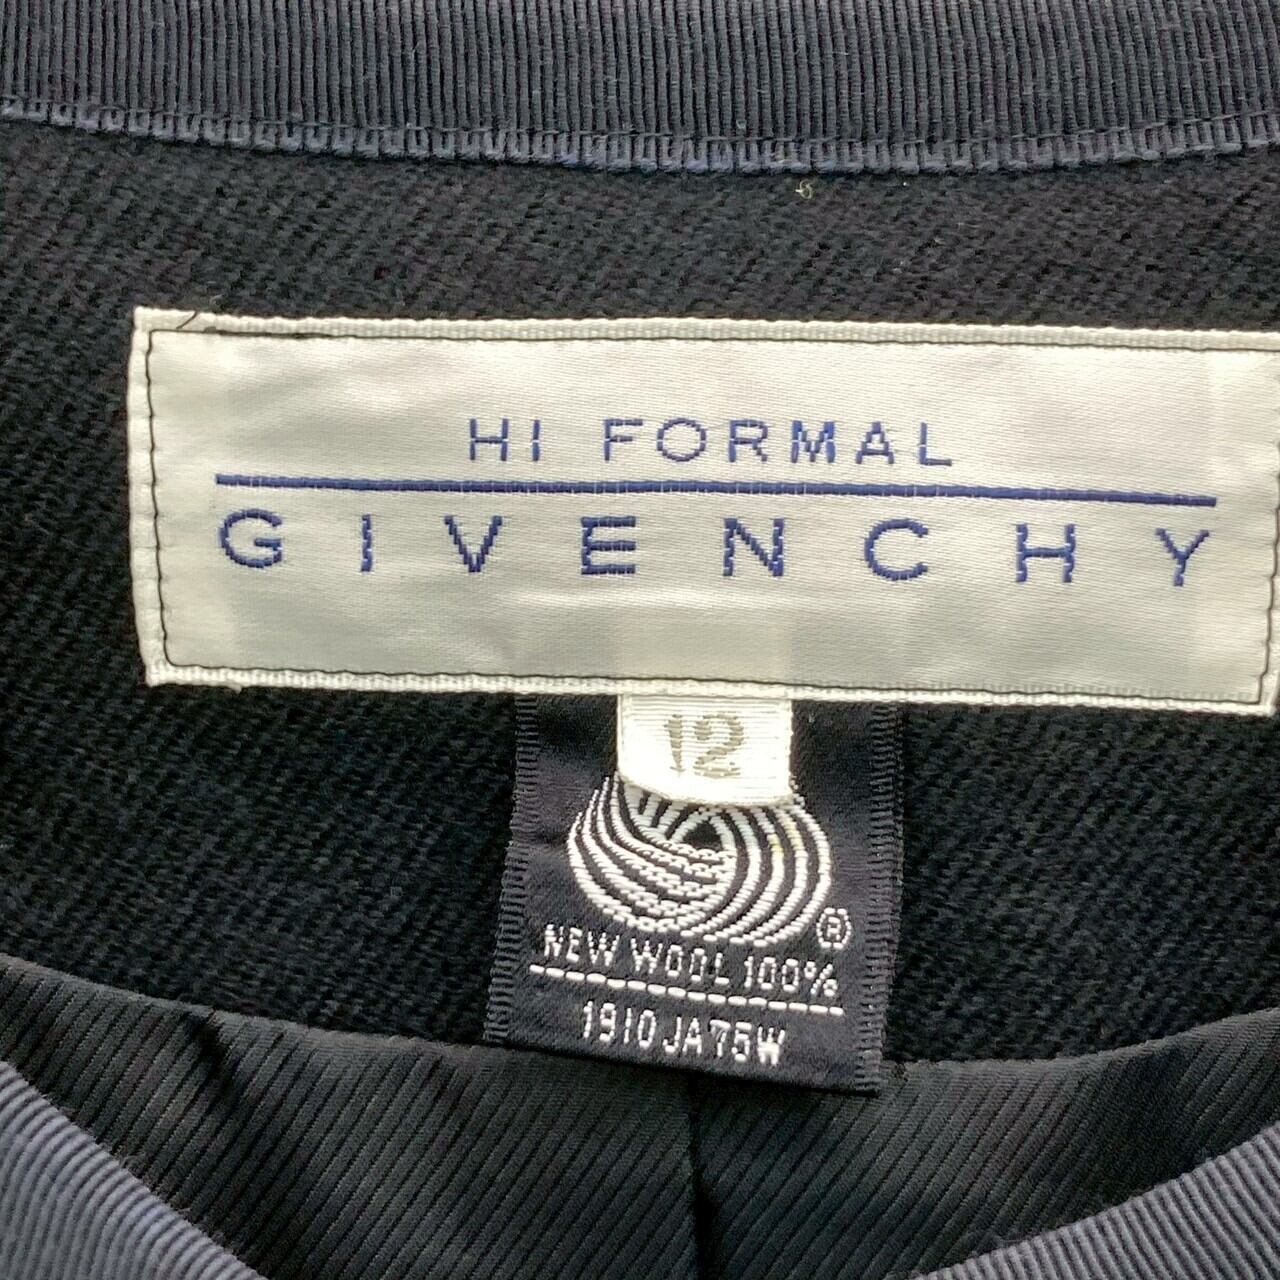 HI FORMAL
GIVENCHY
12
®
NEW WOOL 100%
1910 JA75W